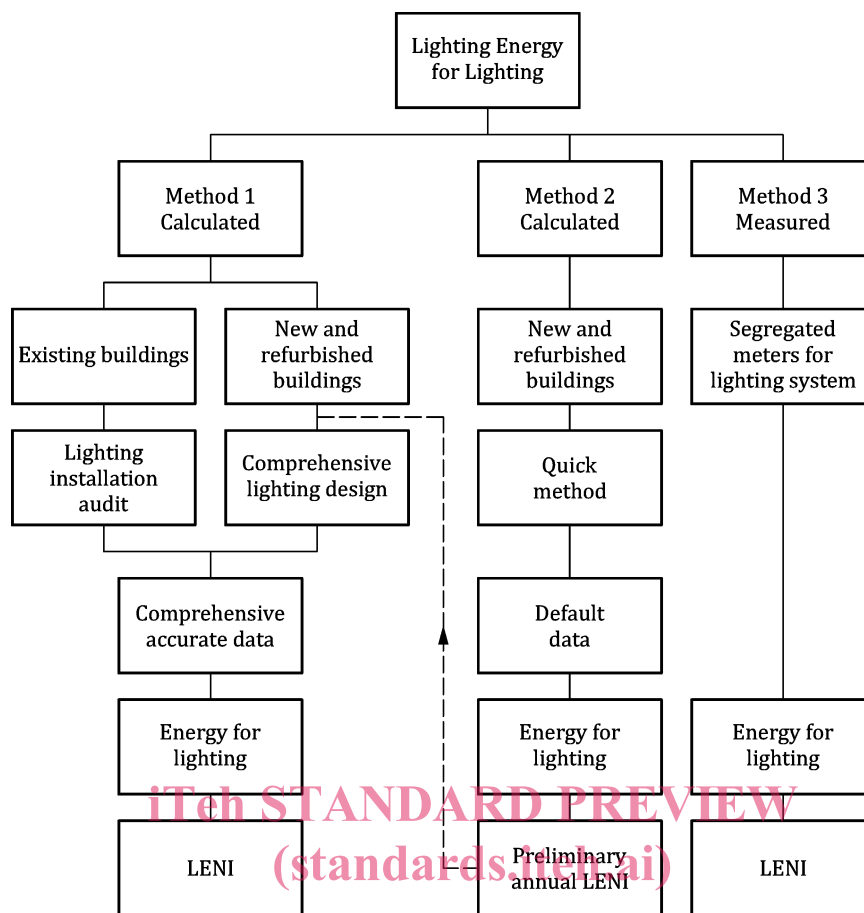 Lighting Energy
for Lighting
Method 1
Calculated
Method 2
Calculated
Method 3
Measured
Existing buildings
New and
refurbished
buildings
New and
refurbished
buildings
Segregated
meters for
lighting system
Lighting
installation
audit
Comprehensive
lighting design
Quick
method
Comprehensive
accurate data
Default
data
Energy for
lighting
Energy for
lighting
Energy for
lighting
iTeh STANDARD PREVIEW
(standards.iteh.ai)
LENI
Preliminary
annual LENI
LENI